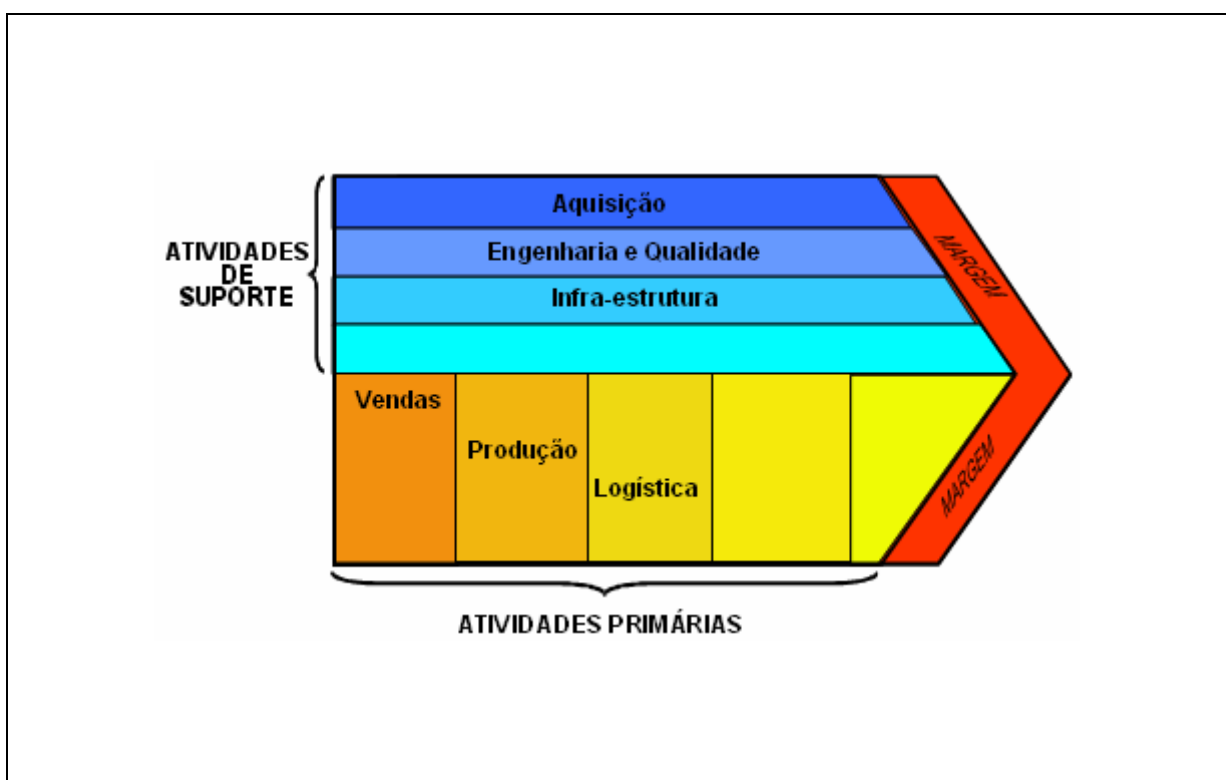 Aquisição
Engenharia e Qualidade
Infra-estrutura
ATIVIDADES
DE
SUPORTE
MARGEM
Vendas
Produção
Logística
MARGEM
ATIVIDADES PRIMÁRIAS